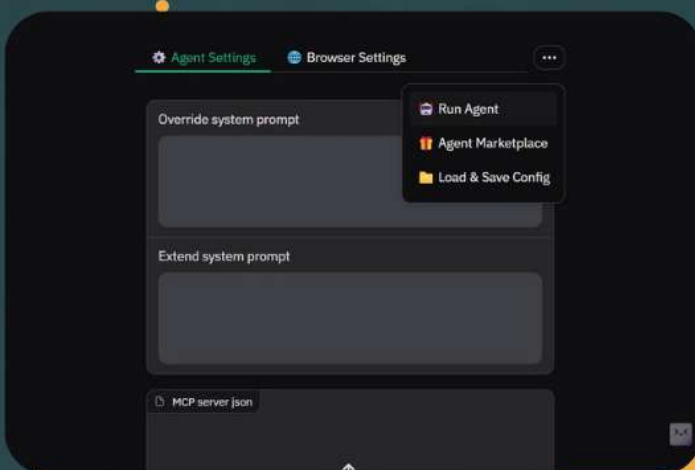 Agent Settings
Browser Settings
Run Agent
Agent Marketplace
Load & Save Config
Override system prompt
Extend system prompt
MCP server json